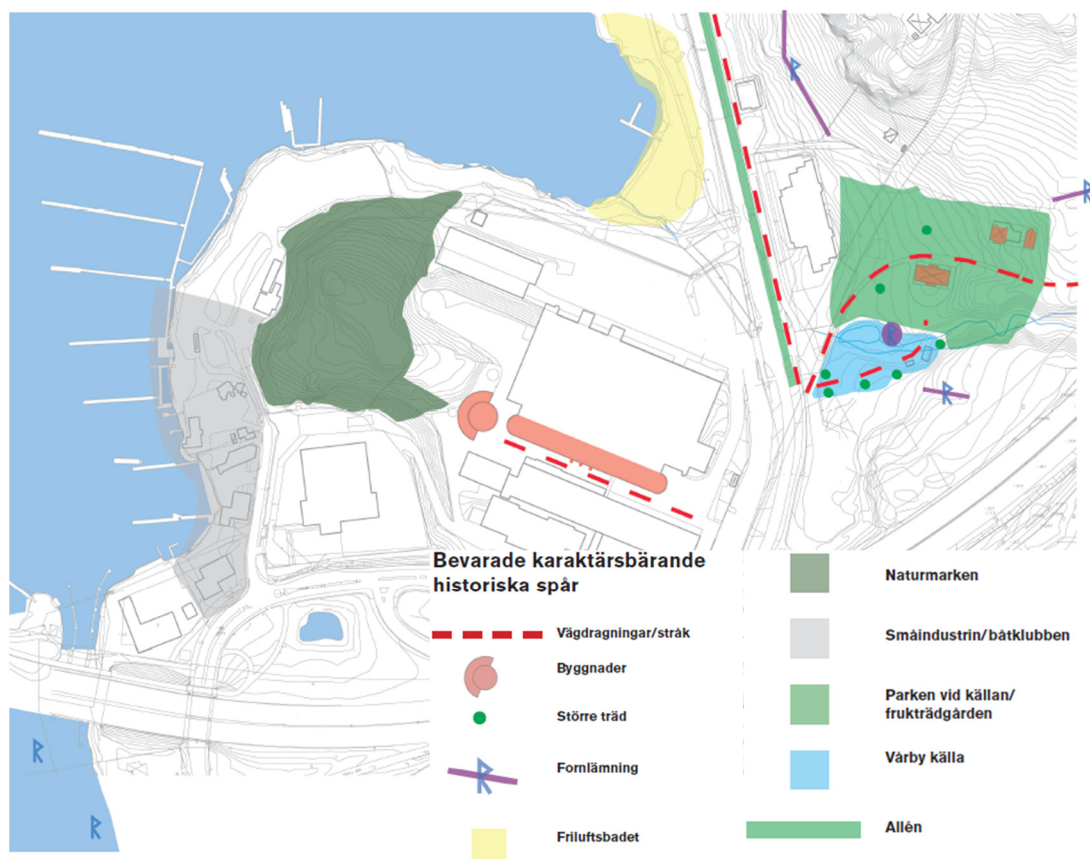 Bevarade karaktärsbärande
historiska spår
Vägdragningar/stråk
Byggnader
Större träd
Fornlämning
Friluftsbadet
Naturmarken
Småindustrin/båtklubben
Parken vid källan/
fruktträdgården
Vårby källa
Allén